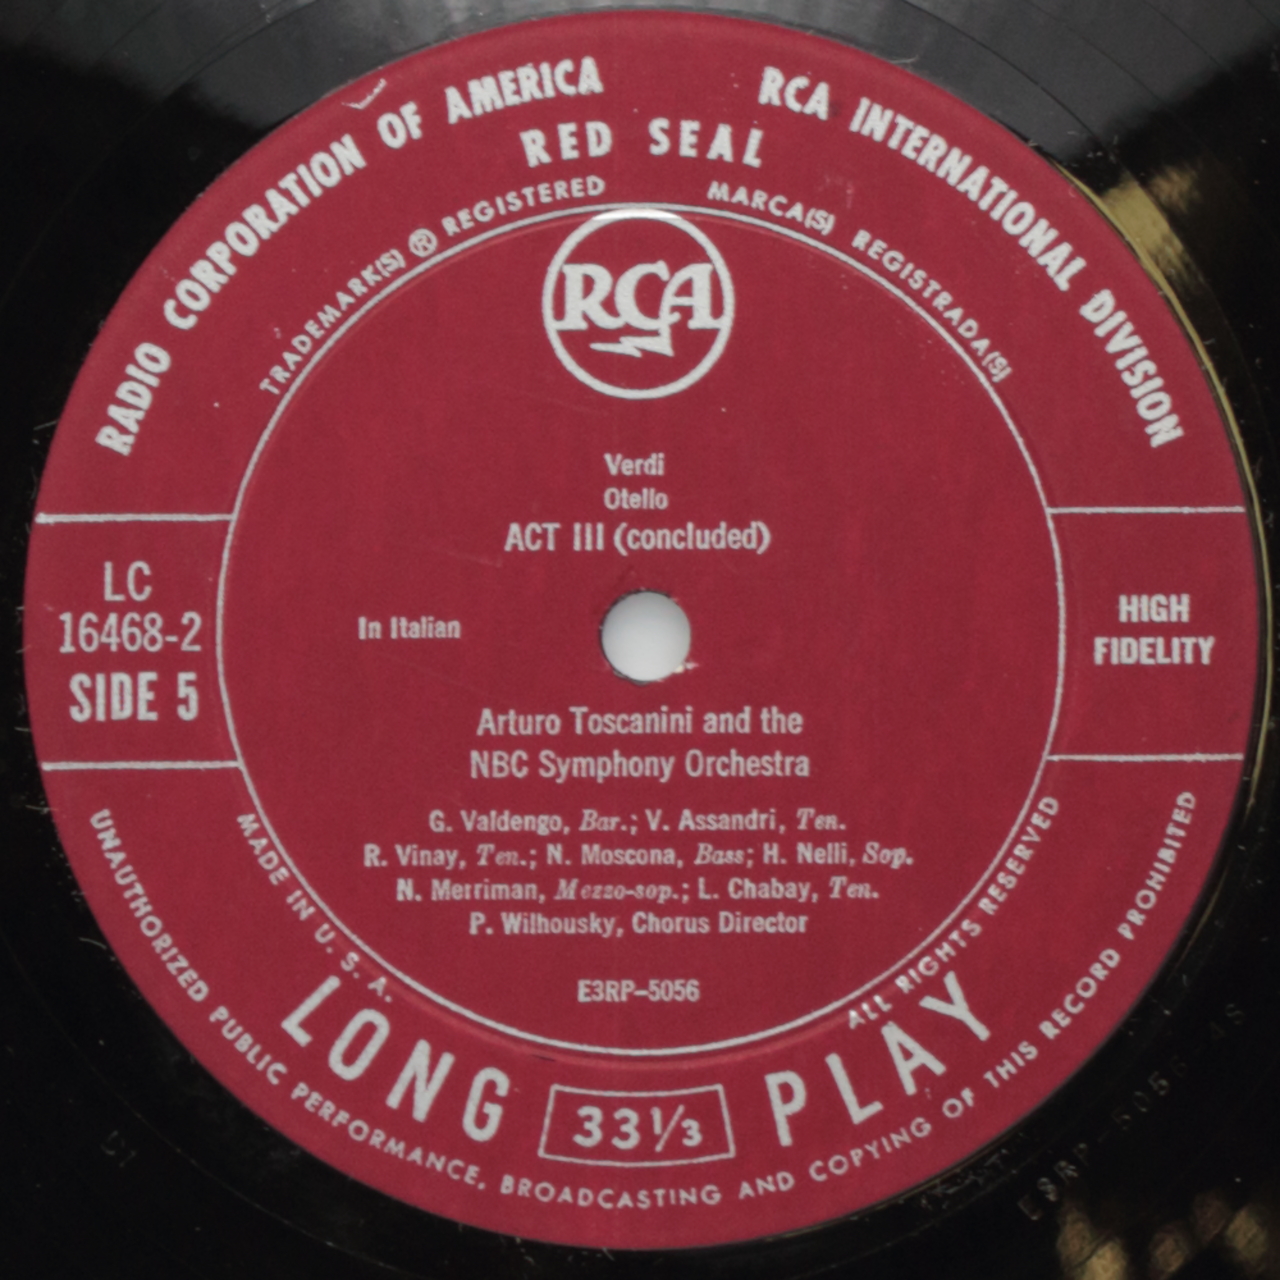 RADIO CORPORATION OF AMERICA
RCA INTERNATIONAL DIVISION
RED SEAL
TRADEMARK(S) ® REGISTERED
MARCA(S) REGISTRADA(S)
RCA
Verdi
Otello
ACT III (concluded)
LC
16468-2
SIDE 5
In Italian
HIGH
FIDELITY
Arturo Toscanini and the
NBC Symphony Orchestra
G. Valdengo, Bar.; V. Assandri, Ten.
R. Vinay, Ten.; N. Moscona, Bass; H. Nelli, Sop.
N. Merriman, Mezzo-sop.; L. Chabay, Ten.
P. Wilhousky, Chorus Director
E3RP-5056
MADE IN U. S. A.
ALL RIGHTS RESERVED
LONG 33⅓ PLAY
UNAUTHORIZED PUBLIC PERFORMANCE, BROADCASTING AND COPYING OF THIS RECORD PROHIBITED